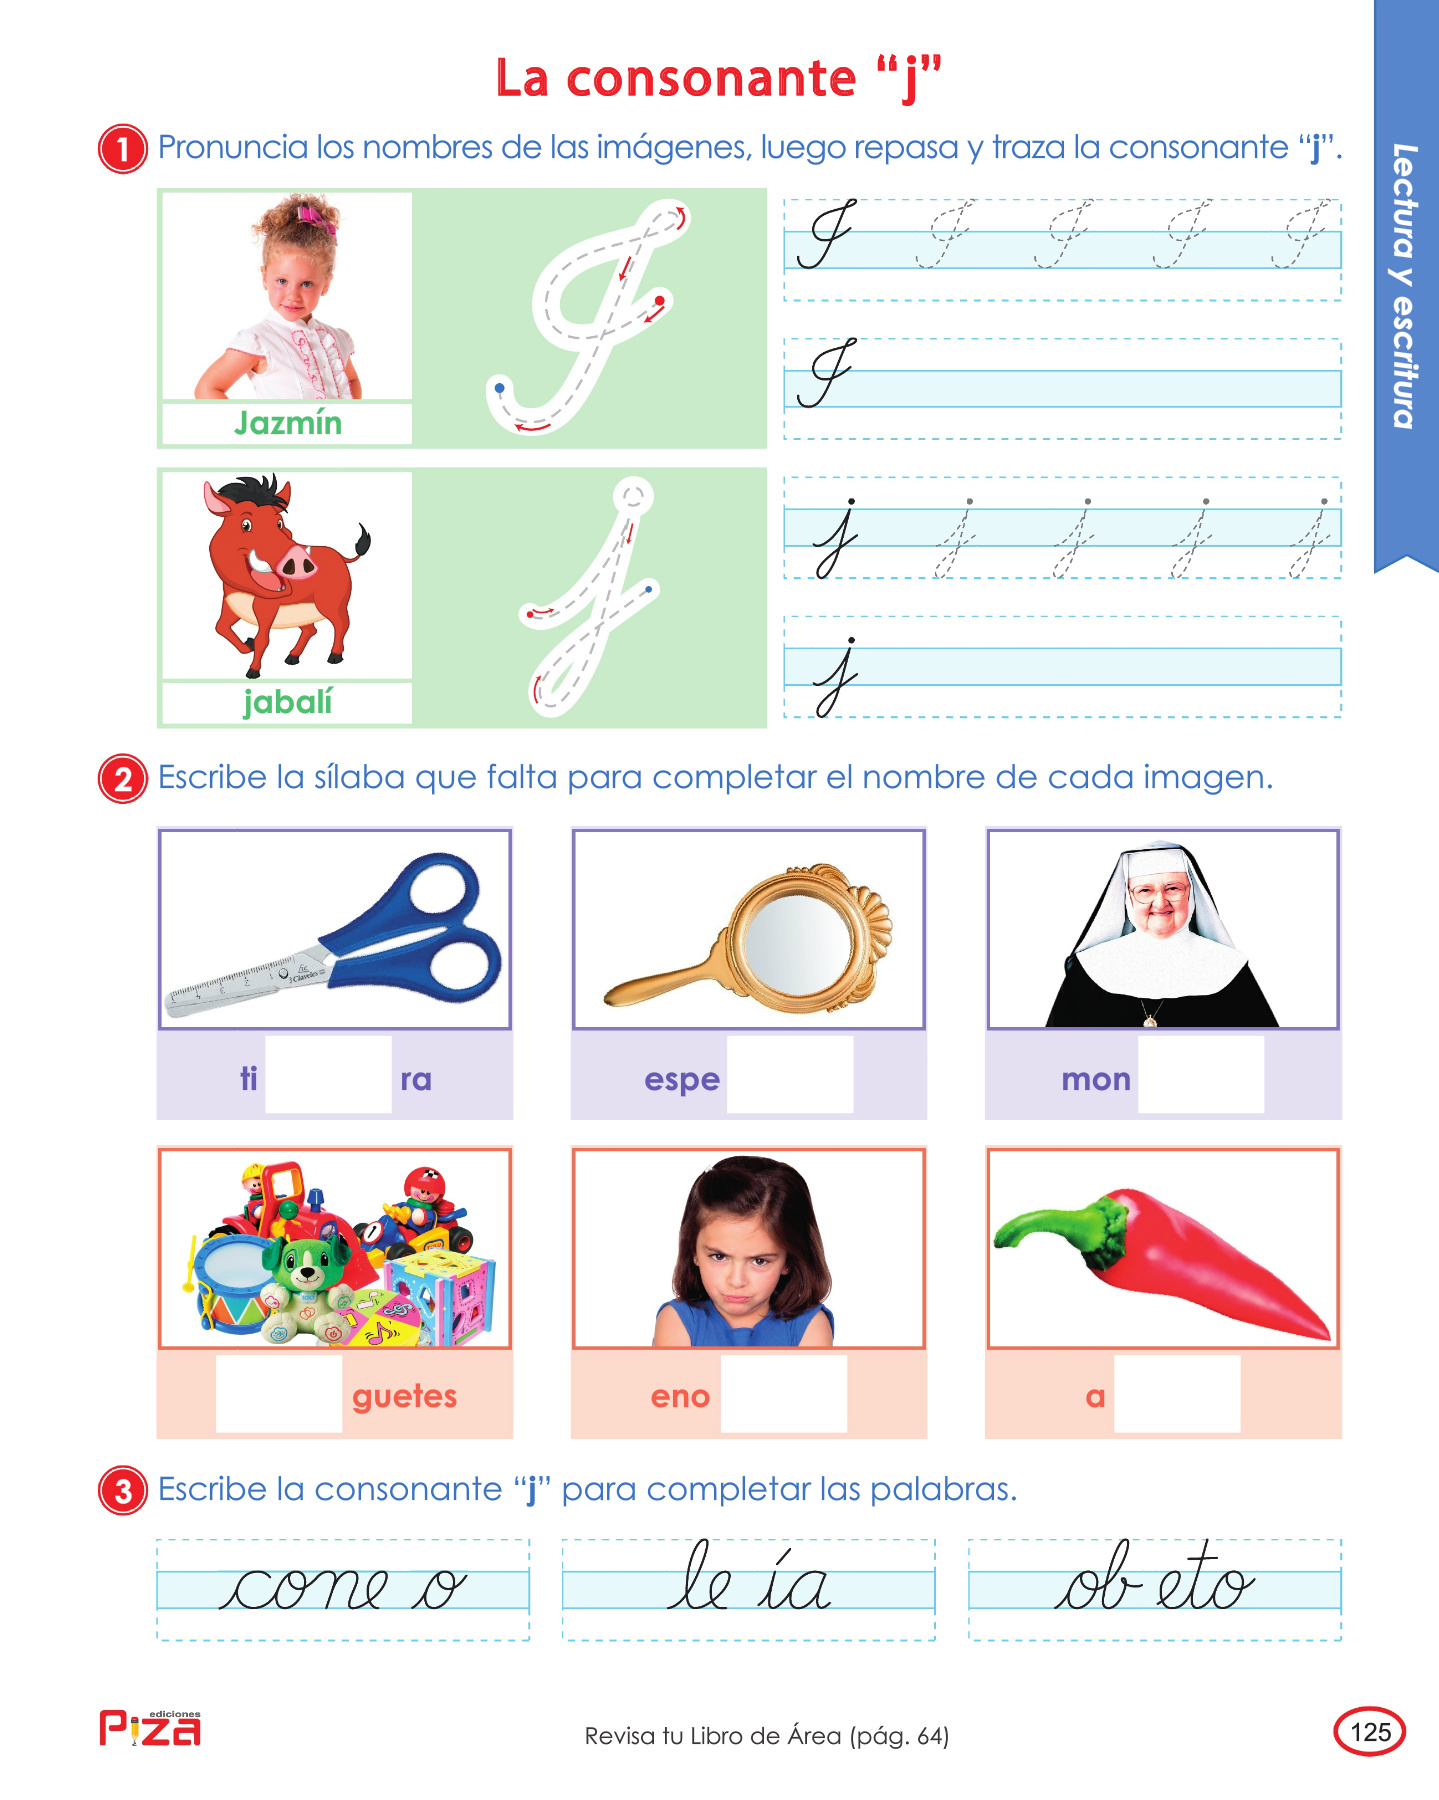 La consonante “j”
Lectura y escritura
1 Pronuncia los nombres de las imágenes, luego repasa y traza la consonante “j”.
J J J J J
Jazmín
J
j j j j j
jabalí
j
2 Escribe la sílaba que falta para completar el nombre de cada imagen.
ti ra
espe
mon
guetes
eno
a
3 Escribe la consonante “j” para completar las palabras.
cone o
le ía
ob eto
ediciones
Piza
Revisa tu Libro de Área (pág. 64)
125